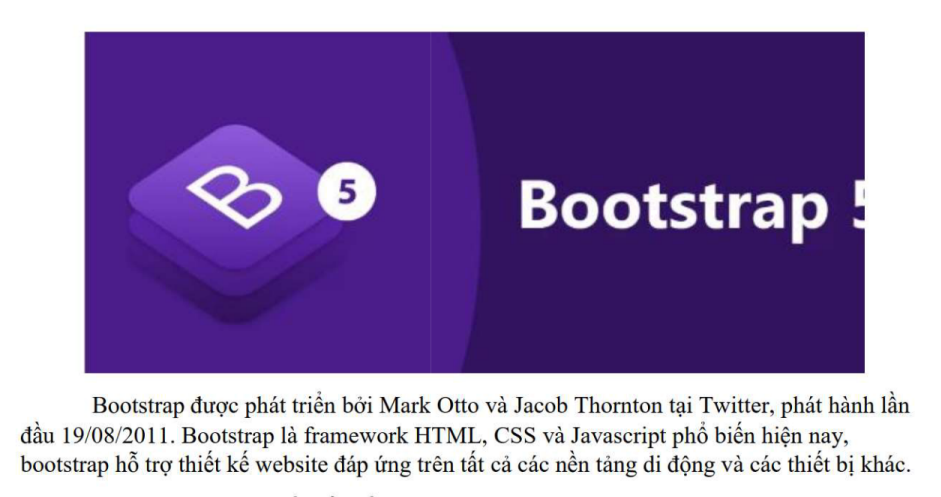 B
5
Bootstrap 5
Bootstrap được phát triển bởi Mark Otto và Jacob Thornton tại Twitter, phát hành lần
đầu 19/08/2011. Bootstrap là framework HTML, CSS và Javascript phổ biến hiện nay,
bootstrap hỗ trợ thiết kế website đáp ứng trên tất cả các nền tảng di động và các thiết bị khác.